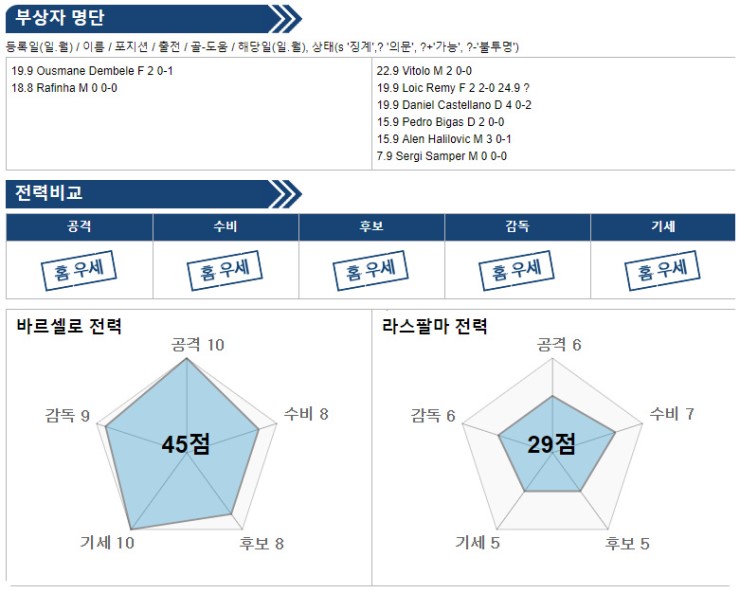 부상자 명단
등록일(일.월) / 이름 / 포지션 / 출전 / 골-도움 / 해당일(일.월), 상태(s '징계',? '의문', ?+'가능', ?-'불투명')
19.9 Ousmane Dembele F 2 0-1
18.8 Rafinha M 0 0-0
22.9 Vitolo M 2 0-0
19.9 Loic Remy F 2 2-0 24.9 ?
19.9 Daniel Castellano D 4 0-2
15.9 Pedro Bigas D 2 0-0
15.9 Alen Halilovic M 3 0-1
7.9 Sergi Samper M 0 0-0
전력비교
공격 수비 후보 감독 기세
홈 우세 홈 우세 홈 우세 홈 우세 홈 우세
바르셀로 전력
공격 10
감독 9
수비 8
45점
기세 10
후보 8
라스팔마 전력
공격 6
감독 6
수비 7
29점
기세 5
후보 5